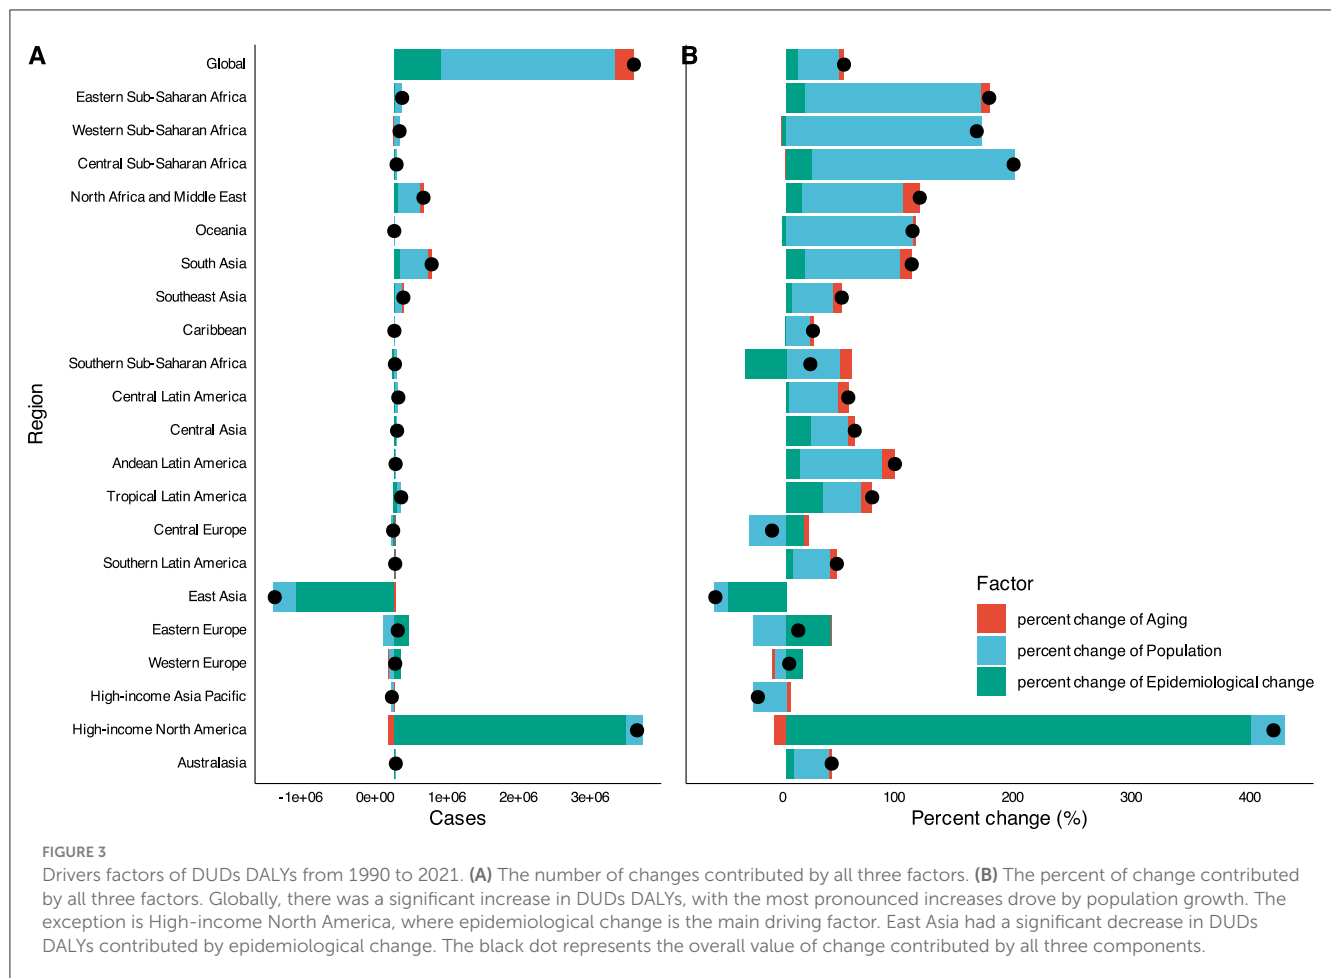 A
B
Global
Eastern Sub-Saharan Africa
Western Sub-Saharan Africa
Central Sub-Saharan Africa
North Africa and Middle East
Oceania
South Asia
Southeast Asia
Caribbean
Southern Sub-Saharan Africa
Central Latin America
Central Asia
Andean Latin America
Tropical Latin America
Central Europe
Southern Latin America
East Asia
Eastern Europe
Western Europe
High-income Asia Pacific
High-income North America
Australasia
Region
Factor
percent change of Aging
percent change of Population
percent change of Epidemiological change
-1e+06 0e+00 1e+06 2e+06 3e+06
Cases
0 100 200 300 400
Percent change (%)
FIGURE 3
Drivers factors of DUDs DALYs from 1990 to 2021. (A) The number of changes contributed by all three factors. (B) The percent of change contributed
by all three factors. Globally, there was a significant increase in DUDs DALYs, with the most pronounced increases drove by population growth. The
exception is High-income North America, where epidemiological change is the main driving factor. East Asia had a significant decrease in DUDs
DALYs contributed by epidemiological change. The black dot represents the overall value of change contributed by all three components.